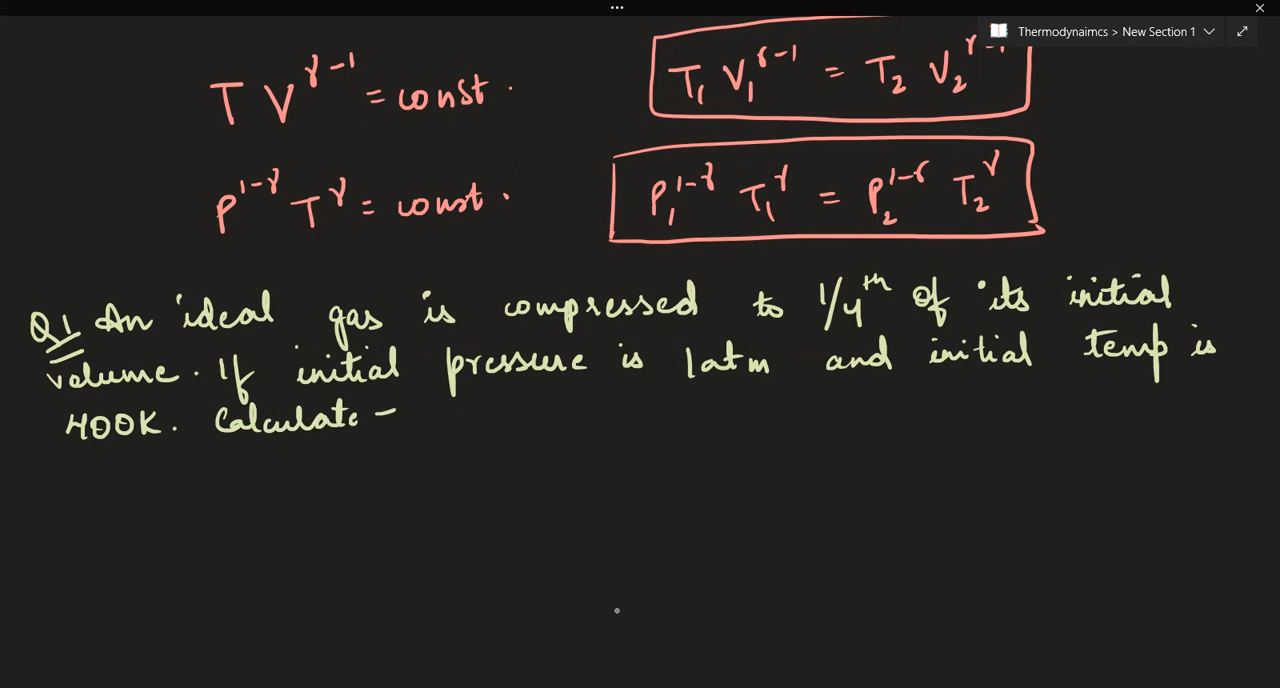 Thermodynaimcs > New Section 1
T V^γ-1 = const.
T₁ V₁^γ-1 = T₂ V₂^γ-1
P^1-γ T^γ = const.
P₁^1-γ T₁^γ = P₂^1-γ T₂^γ
Q1 An ideal gas is compressed to 1/4th of its initial
volume. If initial pressure is 1atm and initial temp is
400K. Calculate –